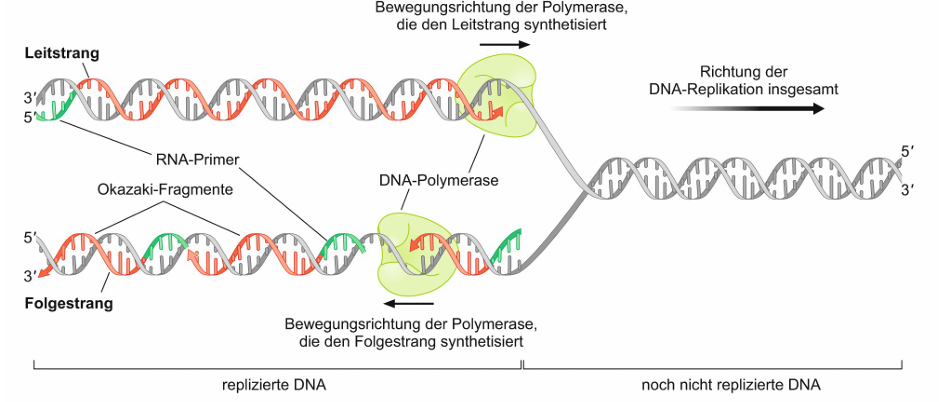 Bewegungsrichtung der Polymerase,
die den Leitstrang synthetisiert
Leitstrang
Richtung der
DNA-Replikation insgesamt
3′
5′
RNA-Primer
5′
3′
DNA-Polymerase
Okazaki-Fragmente
5′
3′
Folgestrang
Bewegungsrichtung der Polymerase,
die den Folgestrang synthetisiert
replizierte DNA
noch nicht replizierte DNA